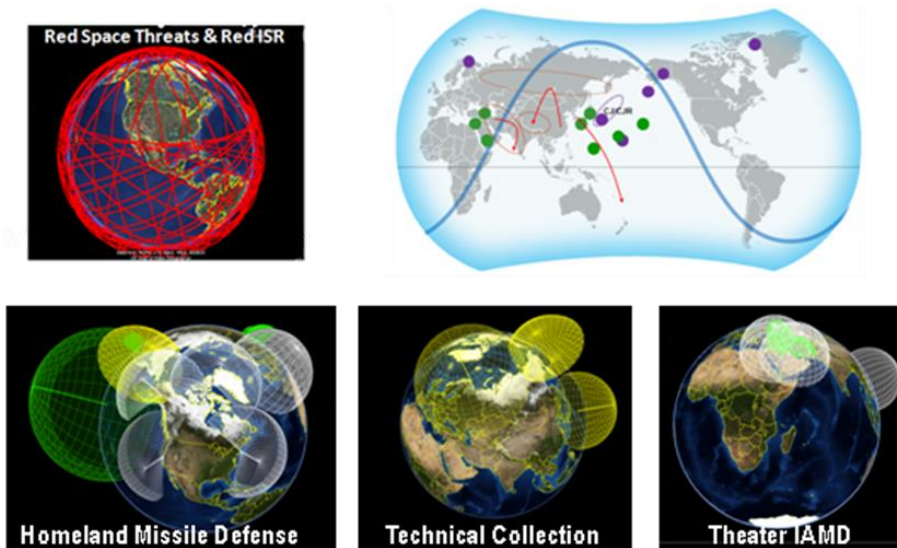 Red Space Threats & Red ISR
Homeland Missile Defense
Technical Collection
Theater IAMD